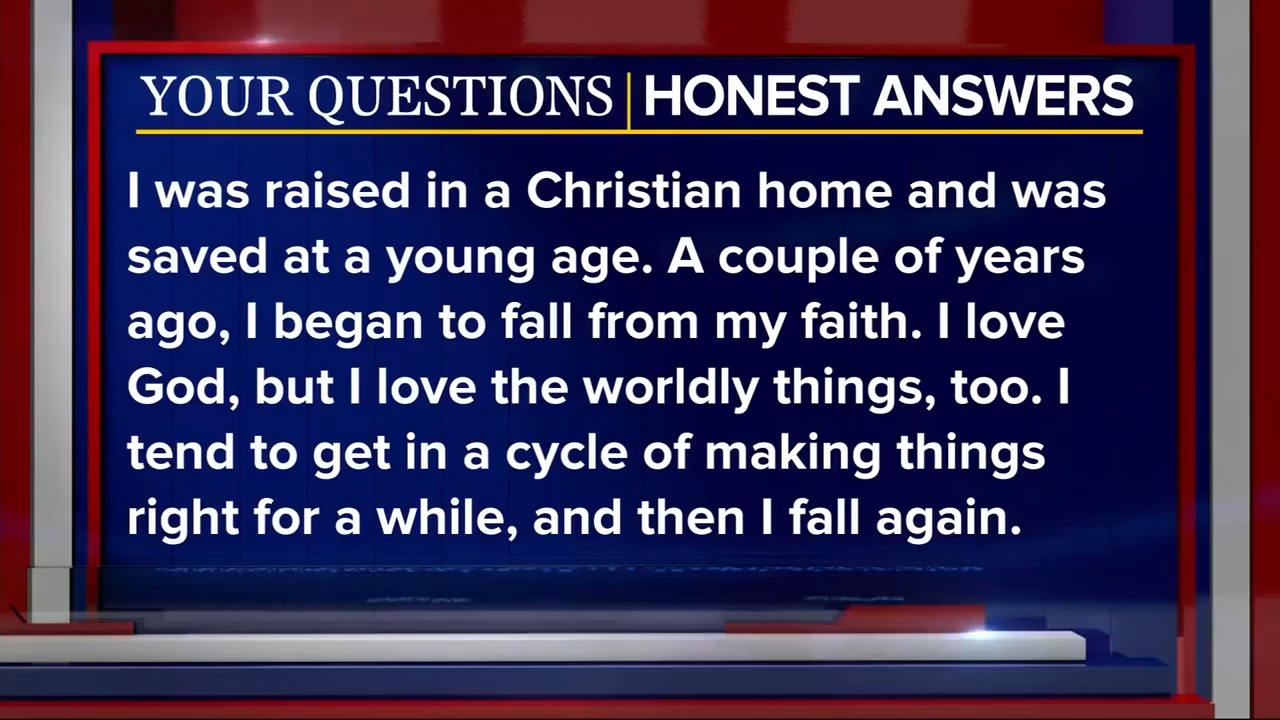 YOUR QUESTIONS | HONEST ANSWERS
I was raised in a Christian home and was
saved at a young age. A couple of years
ago, I began to fall from my faith. I love
God, but I love the worldly things, too. I
tend to get in a cycle of making things
right for a while, and then I fall again.